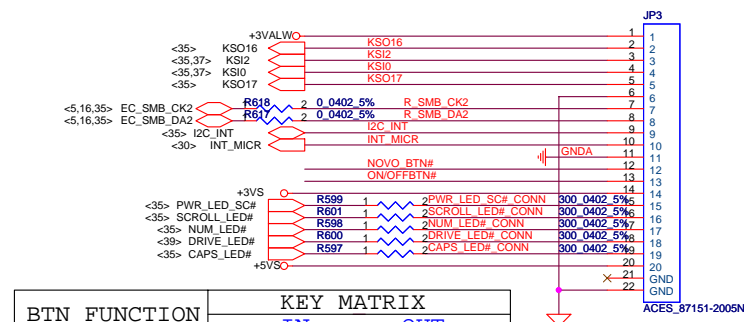 JP3
+3VALW 1 1
<35> KSO16 KSO16 2 2
<35,37> KSI2 KSI2 3 3
<35,37> KSI0 KSI0 4 4
<35> KSO17 KSO17 5 5
6 6
<5,16,35> EC_SMB_CK2 1 R618 2 0_0402_5% R_SMB_CK2 7 7
<5,16,35> EC_SMB_DA2 1 R617 2 0_0402_5% R_SMB_DA2 8 8
<35> I2C_INT I2C_INT 9 9
<30> INT_MICR INT_MICR 10 10
GNDA 11 11
NOVO_BTN# 12 12
ON/OFFBTN# 13 13
+3VS 14 14
<35> PWR_LED_SC# R599 1 2 PWR_LED_SC#_CONN 300_0402_5% 15 15
<35> SCROLL_LED# R601 1 2 SCROLL_LED#_CONN 300_0402_5% 16 16
<35> NUM_LED# R598 1 2 NUM_LED#_CONN 300_0402_5% 17 17
<39> DRIVE_LED# R600 1 2 DRIVE_LED#_CONN 300_0402_5% 18 18
<35> CAPS_LED# R597 1 2 CAPS_LED#_CONN 300_0402_5% 19 19
+5VS 20 20
21 GND
22 GND
ACES_87151-2005N
BTN FUNCTION KEY MATRIX